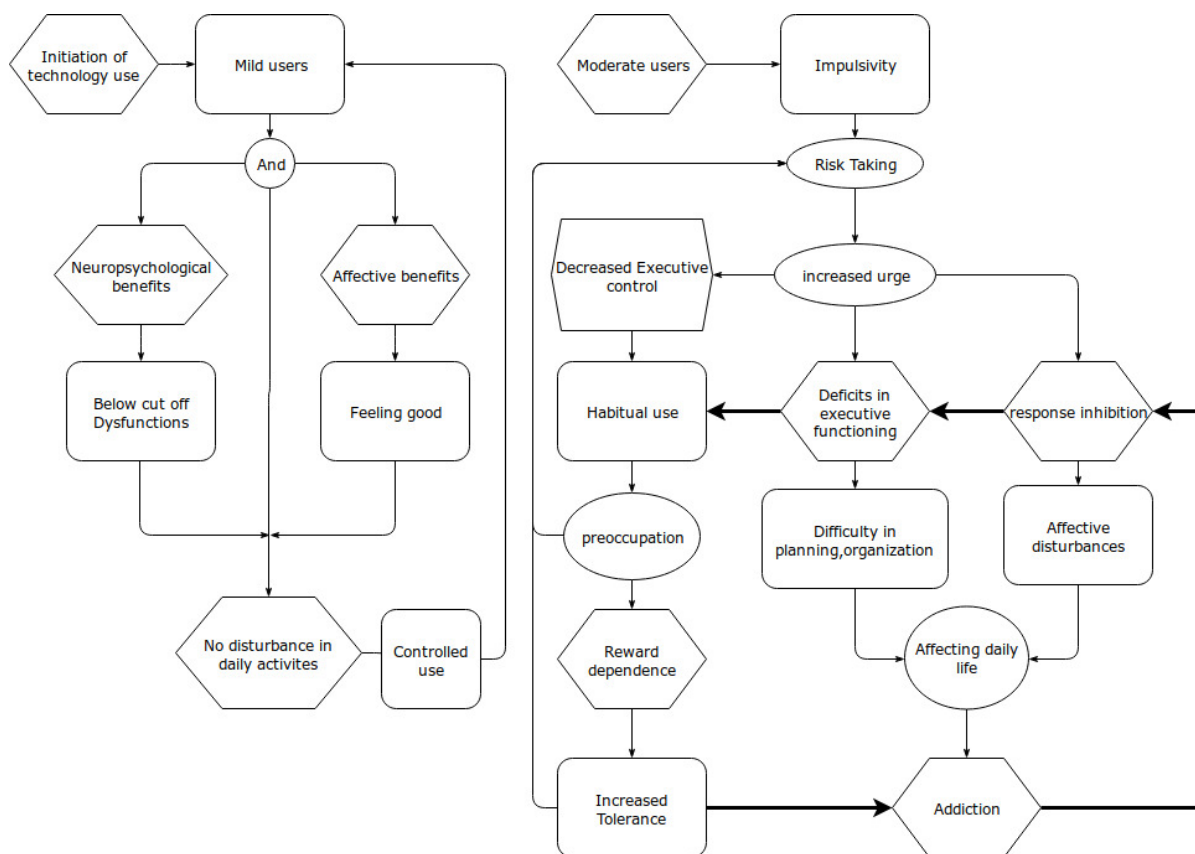 Initiation of
technology use
Mild users
And
Neuropsychological
benefits
Affective benefits
Below cut off
Dysfunctions
Feeling good
No disturbance in
daily activites
Controlled
use
Moderate users
Impulsivity
Risk Taking
Decreased Executive
control
increased urge
Habitual use
Deficits in
executive
functioning
response inhibition
preoccupation
Difficulty in
planning,organization
Affective
disturbances
Reward
dependence
Affecting daily
life
Increased
Tolerance
Addiction